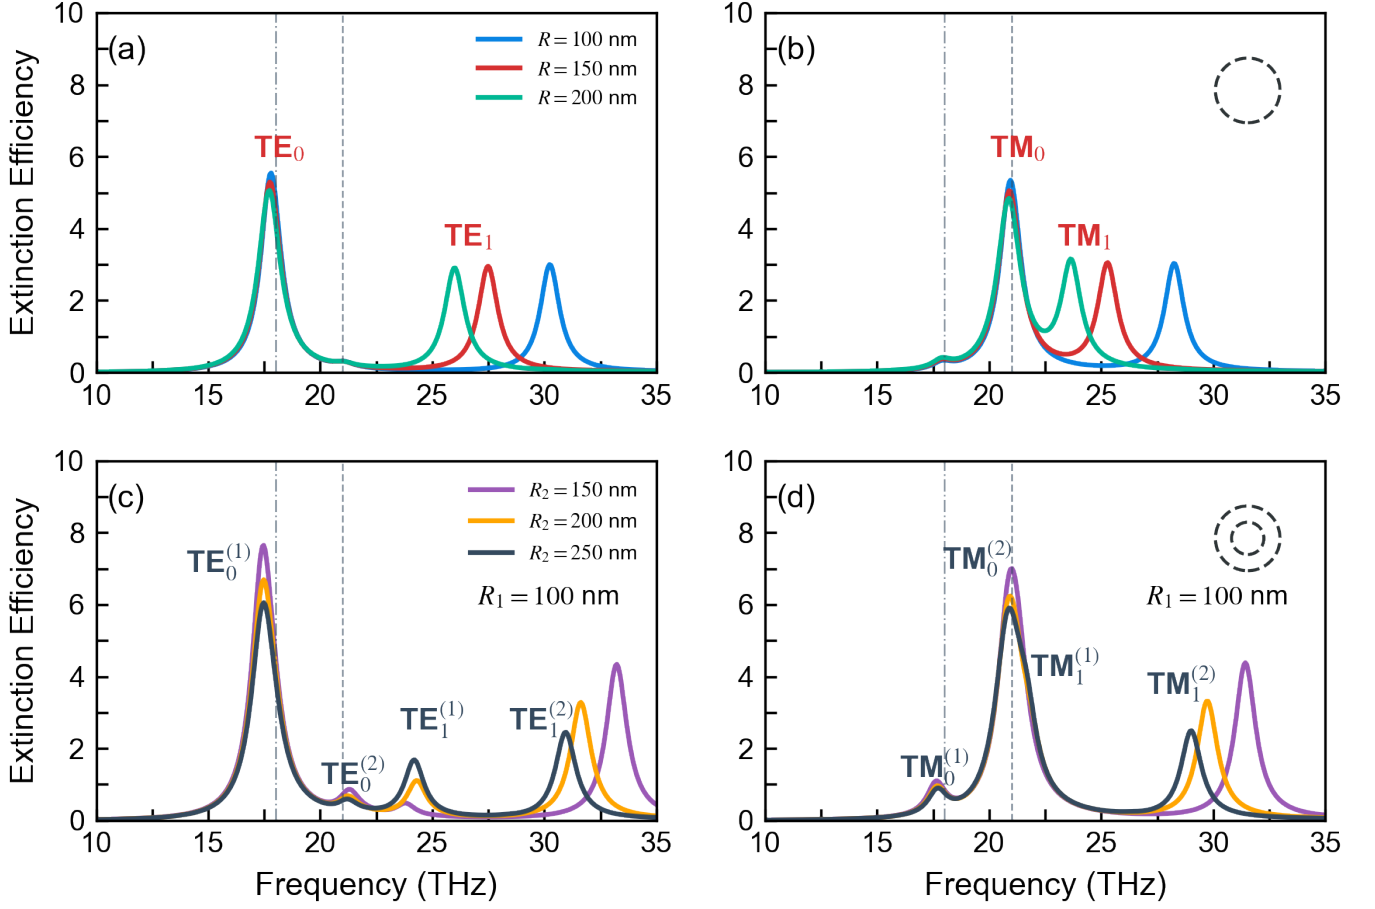 (a)
R = 100 nm
R = 150 nm
R = 200 nm
TE0
TE1
Extinction Efficiency
0
2
4
6
8
10
10
15
20
25
30
35
(b)
TM0
TM1
0
2
4
6
8
10
10
15
20
25
30
35
(c)
R2 = 150 nm
R2 = 200 nm
R2 = 250 nm
R1 = 100 nm
TE0(1)
TE0(2)
TE1(1)
TE1(2)
Extinction Efficiency
0
2
4
6
8
10
10
15
20
25
30
35
Frequency (THz)
(d)
R1 = 100 nm
TM0(2)
TM1(1)
TM1(2)
TM0(1)
0
2
4
6
8
10
10
15
20
25
30
35
Frequency (THz)